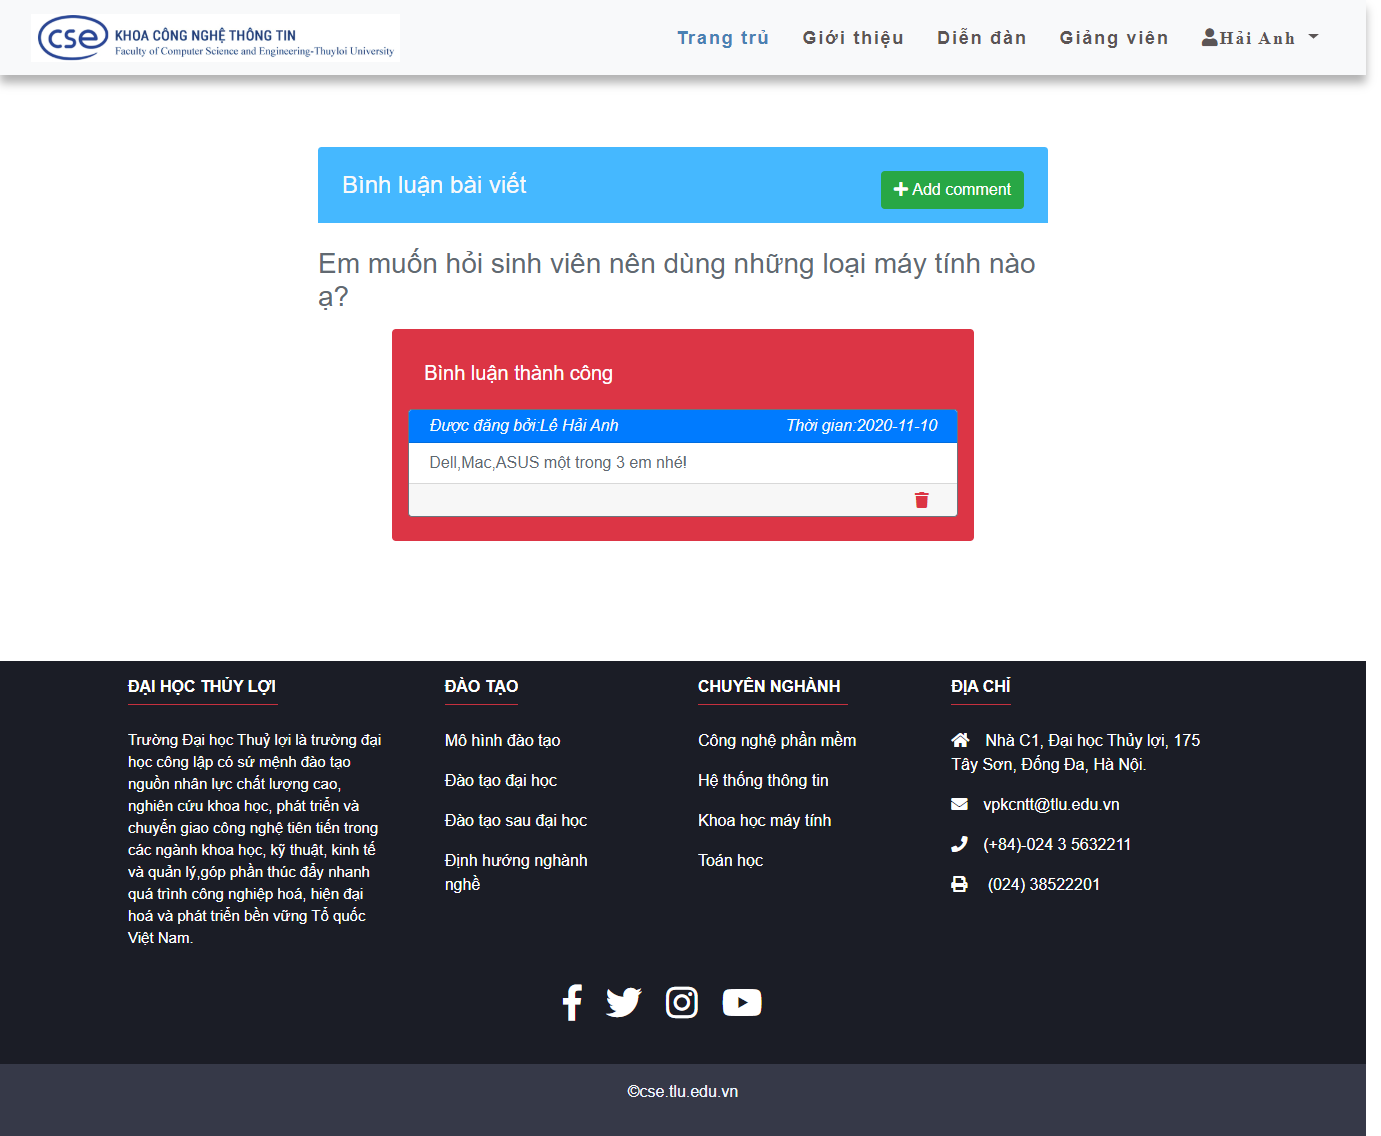 cse KHOA CÔNG NGHỆ THÔNG TIN
Faculty of Computer Science and Engineering-Thuyloi University
Trang trủ Giới thiệu Diễn đàn Giảng viên Hải Anh
Bình luận bài viết
Add comment
Em muốn hỏi sinh viên nên dùng những loại máy tính nào
ạ?
Bình luận thành công
Được đăng bởi:Lê Hải Anh Thời gian:2020-11-10
Dell,Mac,ASUS một trong 3 em nhé!
ĐẠI HỌC THỦY LỢI
Trường Đại học Thuỷ lợi là trường đại
học công lập có sứ mệnh đào tạo
nguồn nhân lực chất lượng cao,
nghiên cứu khoa học, phát triển và
chuyển giao công nghệ tiên tiến trong
các ngành khoa học, kỹ thuật, kinh tế
và quản lý,góp phần thúc đẩy nhanh
quá trình công nghiệp hoá, hiện đại
hoá và phát triển bền vững Tổ quốc
Việt Nam.
ĐÀO TẠO
Mô hình đào tạo
Đào tạo đại học
Đào tạo sau đại học
Định hướng nghành
nghề
CHUYÊN NGHÀNH
Công nghệ phần mềm
Hệ thống thông tin
Khoa học máy tính
Toán học
ĐỊA CHỈ
Nhà C1, Đại học Thủy lợi, 175
Tây Sơn, Đống Đa, Hà Nội.
vpkcntt@tlu.edu.vn
(+84)-024 3 5632211
(024) 38522201
©cse.tlu.edu.vn